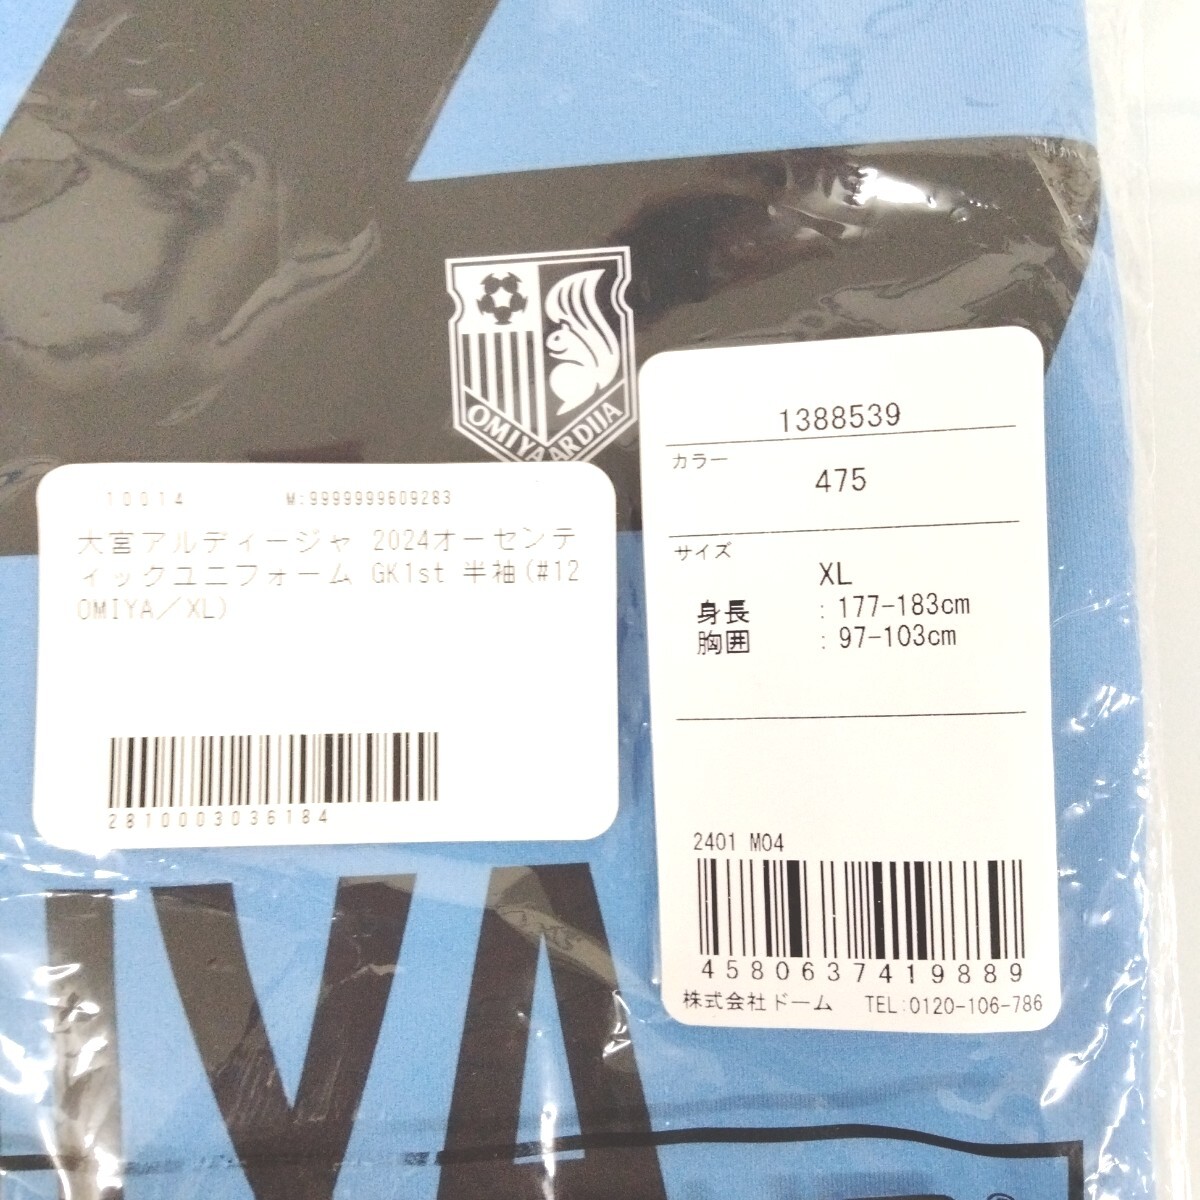 OMIYA ARDIJA
10014 M:9999999609283
大宮アルディージャ 2024オーセンテ
ィックユニフォーム GK1st 半袖(#12
OMIYA／XL)
2810003036184
1388539
カラー
475
サイズ
XL
身長 : 177-183cm
胸囲 : 97-103cm
2401 M04
4580637419889
株式会社ドーム TEL:0120-106-786
IYA